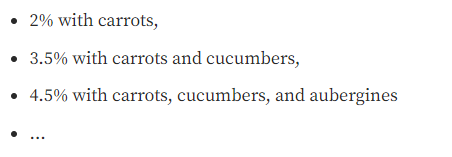 • 2% with carrots,
• 3.5% with carrots and cucumbers,
• 4.5% with carrots, cucumbers, and aubergines
• ...